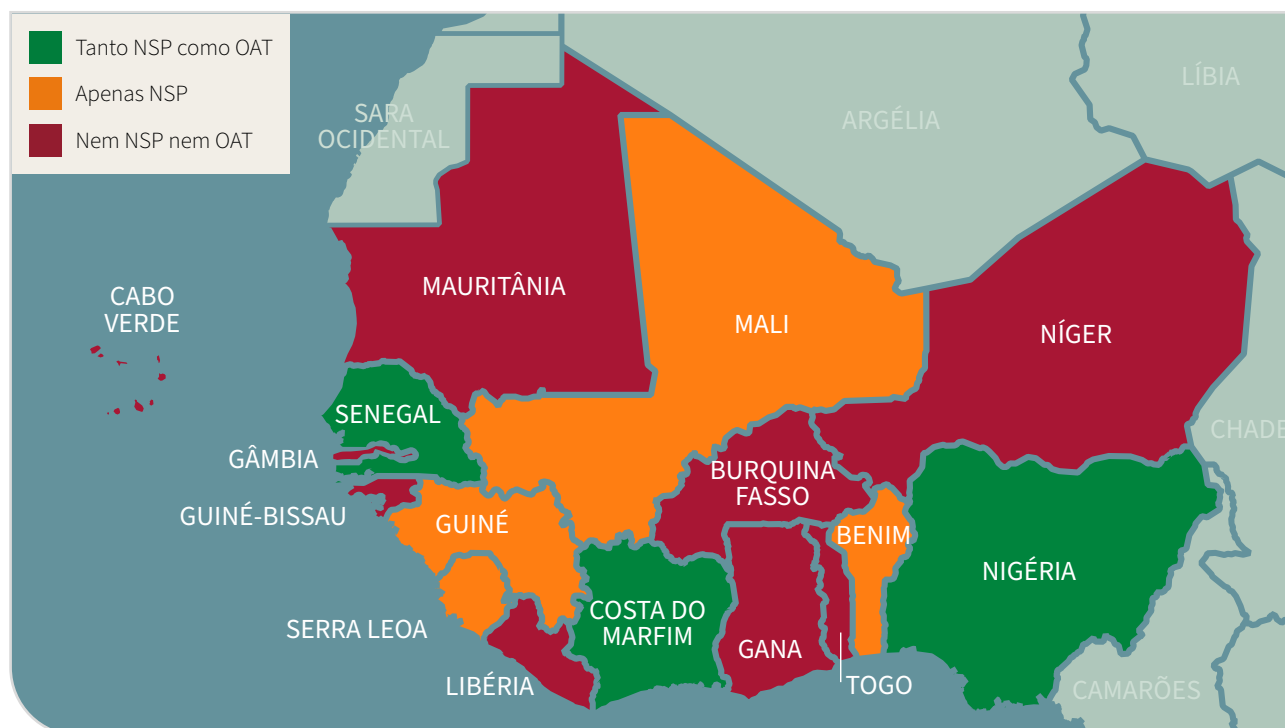 Tanto NSP como OAT
Apenas NSP
Nem NSP nem OAT
LÍBIA
SARA
OCIDENTAL
ARGÉLIA
MAURITÂNIA
CABO
VERDE
MALI
NÍGER
SENEGAL
CHADE
GÂMBIA
BURQUINA
FASSO
GUINÉ-BISSAU
GUINÉ
BENIM
NIGÉRIA
COSTA DO
MARFIM
SERRA LEOA
GANA
LIBÉRIA
TOGO
CAMARÕES